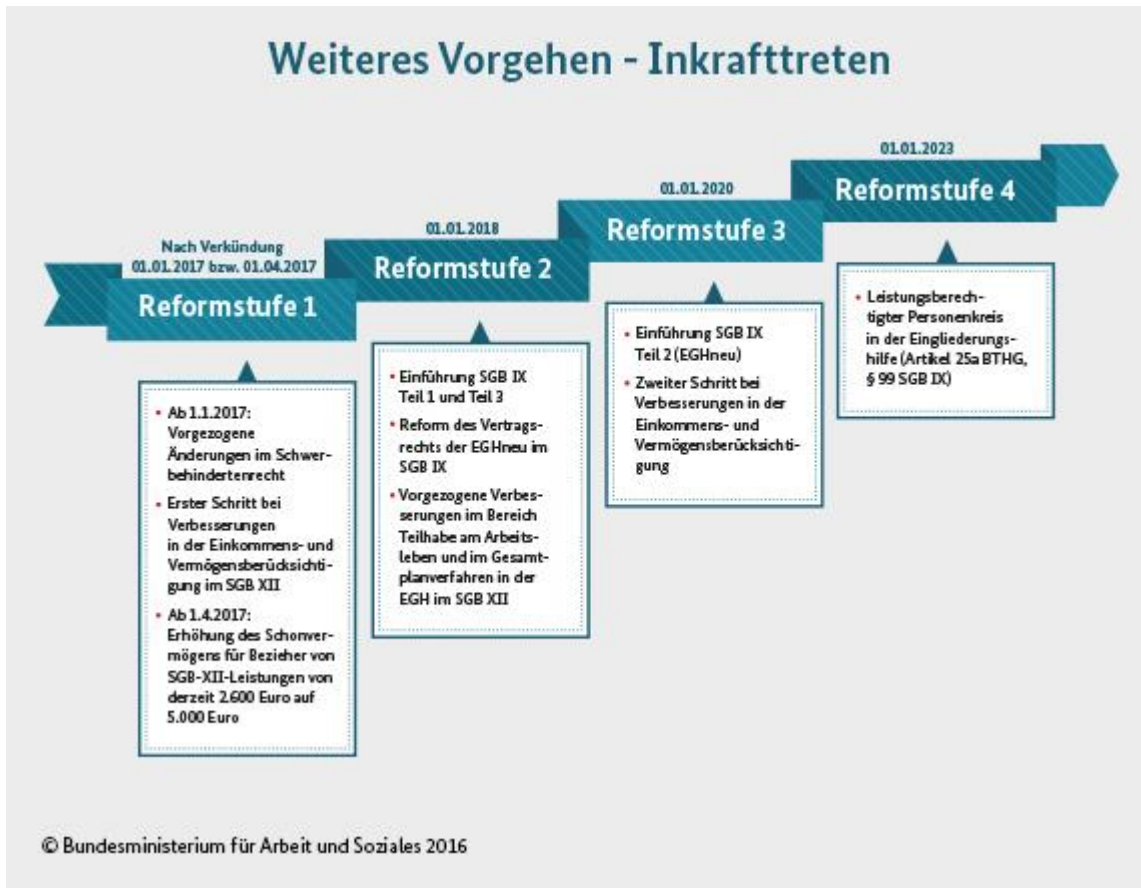 Weiteres Vorgehen - Inkrafttreten
Nach Verkündung
01.01.2017 bzw. 01.04.2017
Reformstufe 1
• Ab 1.1.2017:
Vorgezogene
Änderungen im Schwer-
behindertenrecht
• Erster Schritt bei
Verbesserungen
in der Einkommens- und
Vermögensberücksichti-
gung im SGB XII
• Ab 1.4.2017:
Erhöhung des Schonver-
mögens für Bezieher von
SGB-XII-Leistungen von
derzeit 2.600 Euro auf
5.000 Euro
01.01.2018
Reformstufe 2
• Einführung SGB IX
Teil 1 und Teil 3
• Reform des Vertrags-
rechts der EGHneu im
SGB IX
• Vorgezogene Verbes-
serungen im Bereich
Teilhabe am Arbeits-
leben und im Gesamt-
planverfahren in der
EGH im SGB XII
01.01.2020
Reformstufe 3
• Einführung SGB IX
Teil 2 (EGHneu)
• Zweiter Schritt bei
Verbesserungen in der
Einkommens- und
Vermögensberücksichti-
gung
01.01.2023
Reformstufe 4
• Leistungsberech-
tigter Personenkreis
in der Eingliederungs-
hilfe (Artikel 25a BTHG,
§ 99 SGB IX)
© Bundesministerium für Arbeit und Soziales 2016